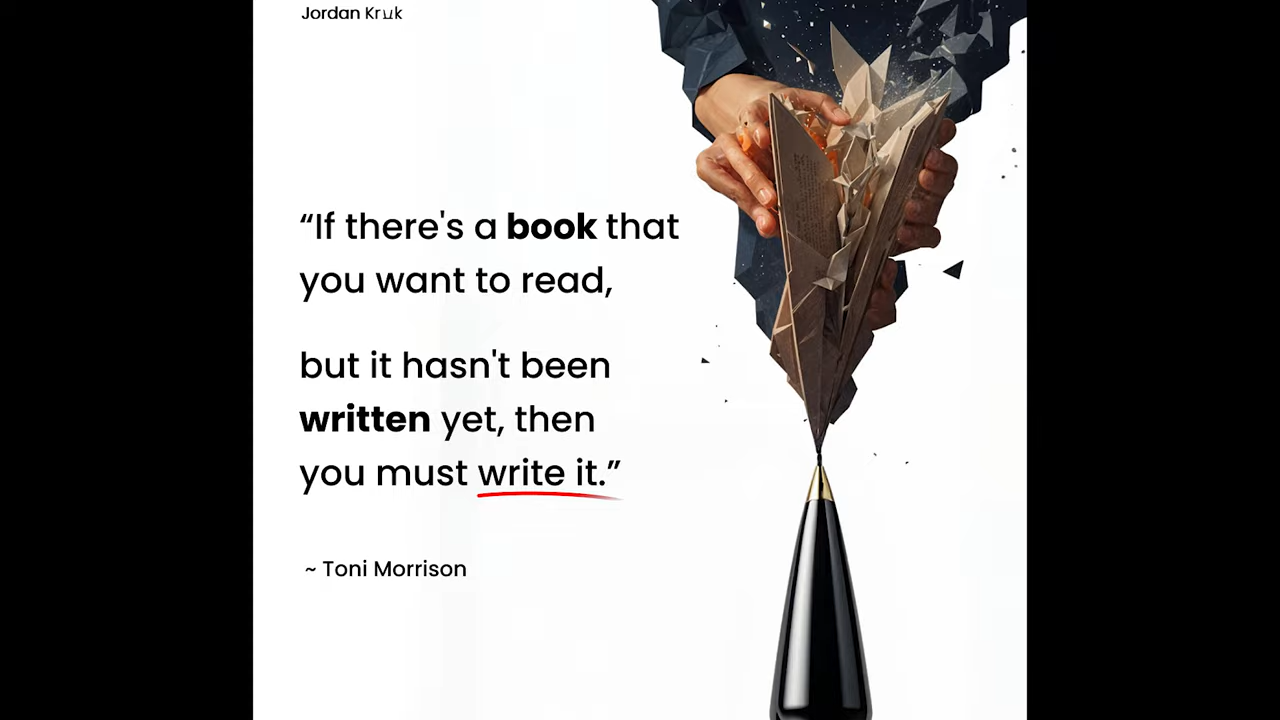 Jordan Kruk
“If there's a book that
you want to read,
but it hasn't been
written yet, then
you must write it.”
~ Toni Morrison